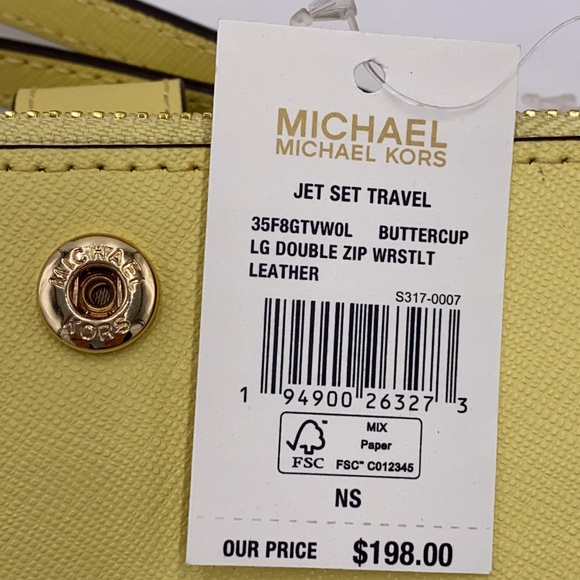 MICHAEL
MICHAEL KORS
JET SET TRAVEL
35F8GTVW0L BUTTERCUP
LG DOUBLE ZIP WRSTLT
LEATHER
S317-0007
1 94900 26327 3
MIX
Paper
FSC
FSC™ C012345
NS
OUR PRICE $198.00
MICHAEL
KORS